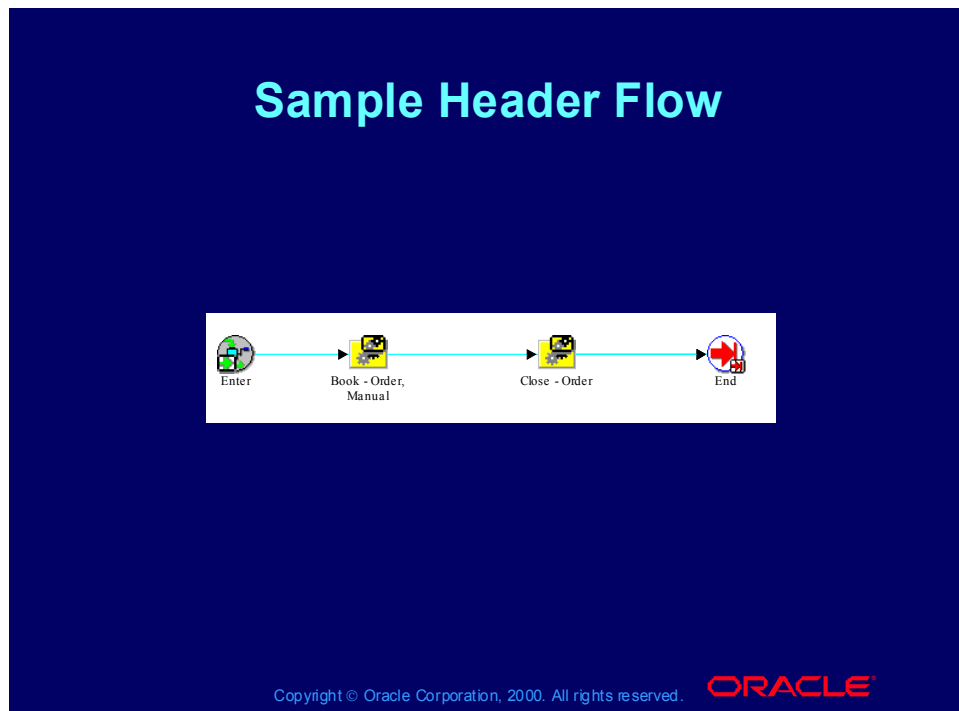 Sample Header Flow
Enter
Book - Order,
Manual
Close - Order
End
Copyright © Oracle Corporation, 2000. All rights reserved.
ORACLE®